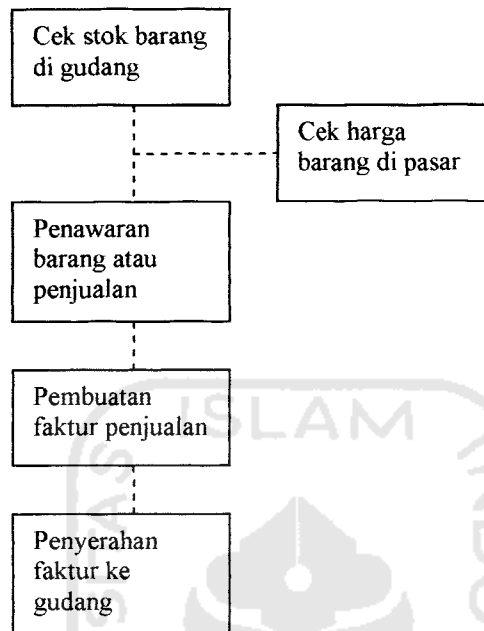 Cek stok barang
di gudang
Cek harga
barang di pasar
Penawaran
barang atau
penjualan
Pembuatan
faktur penjualan
ISLAM
Penyerahan
faktur ke
gudang